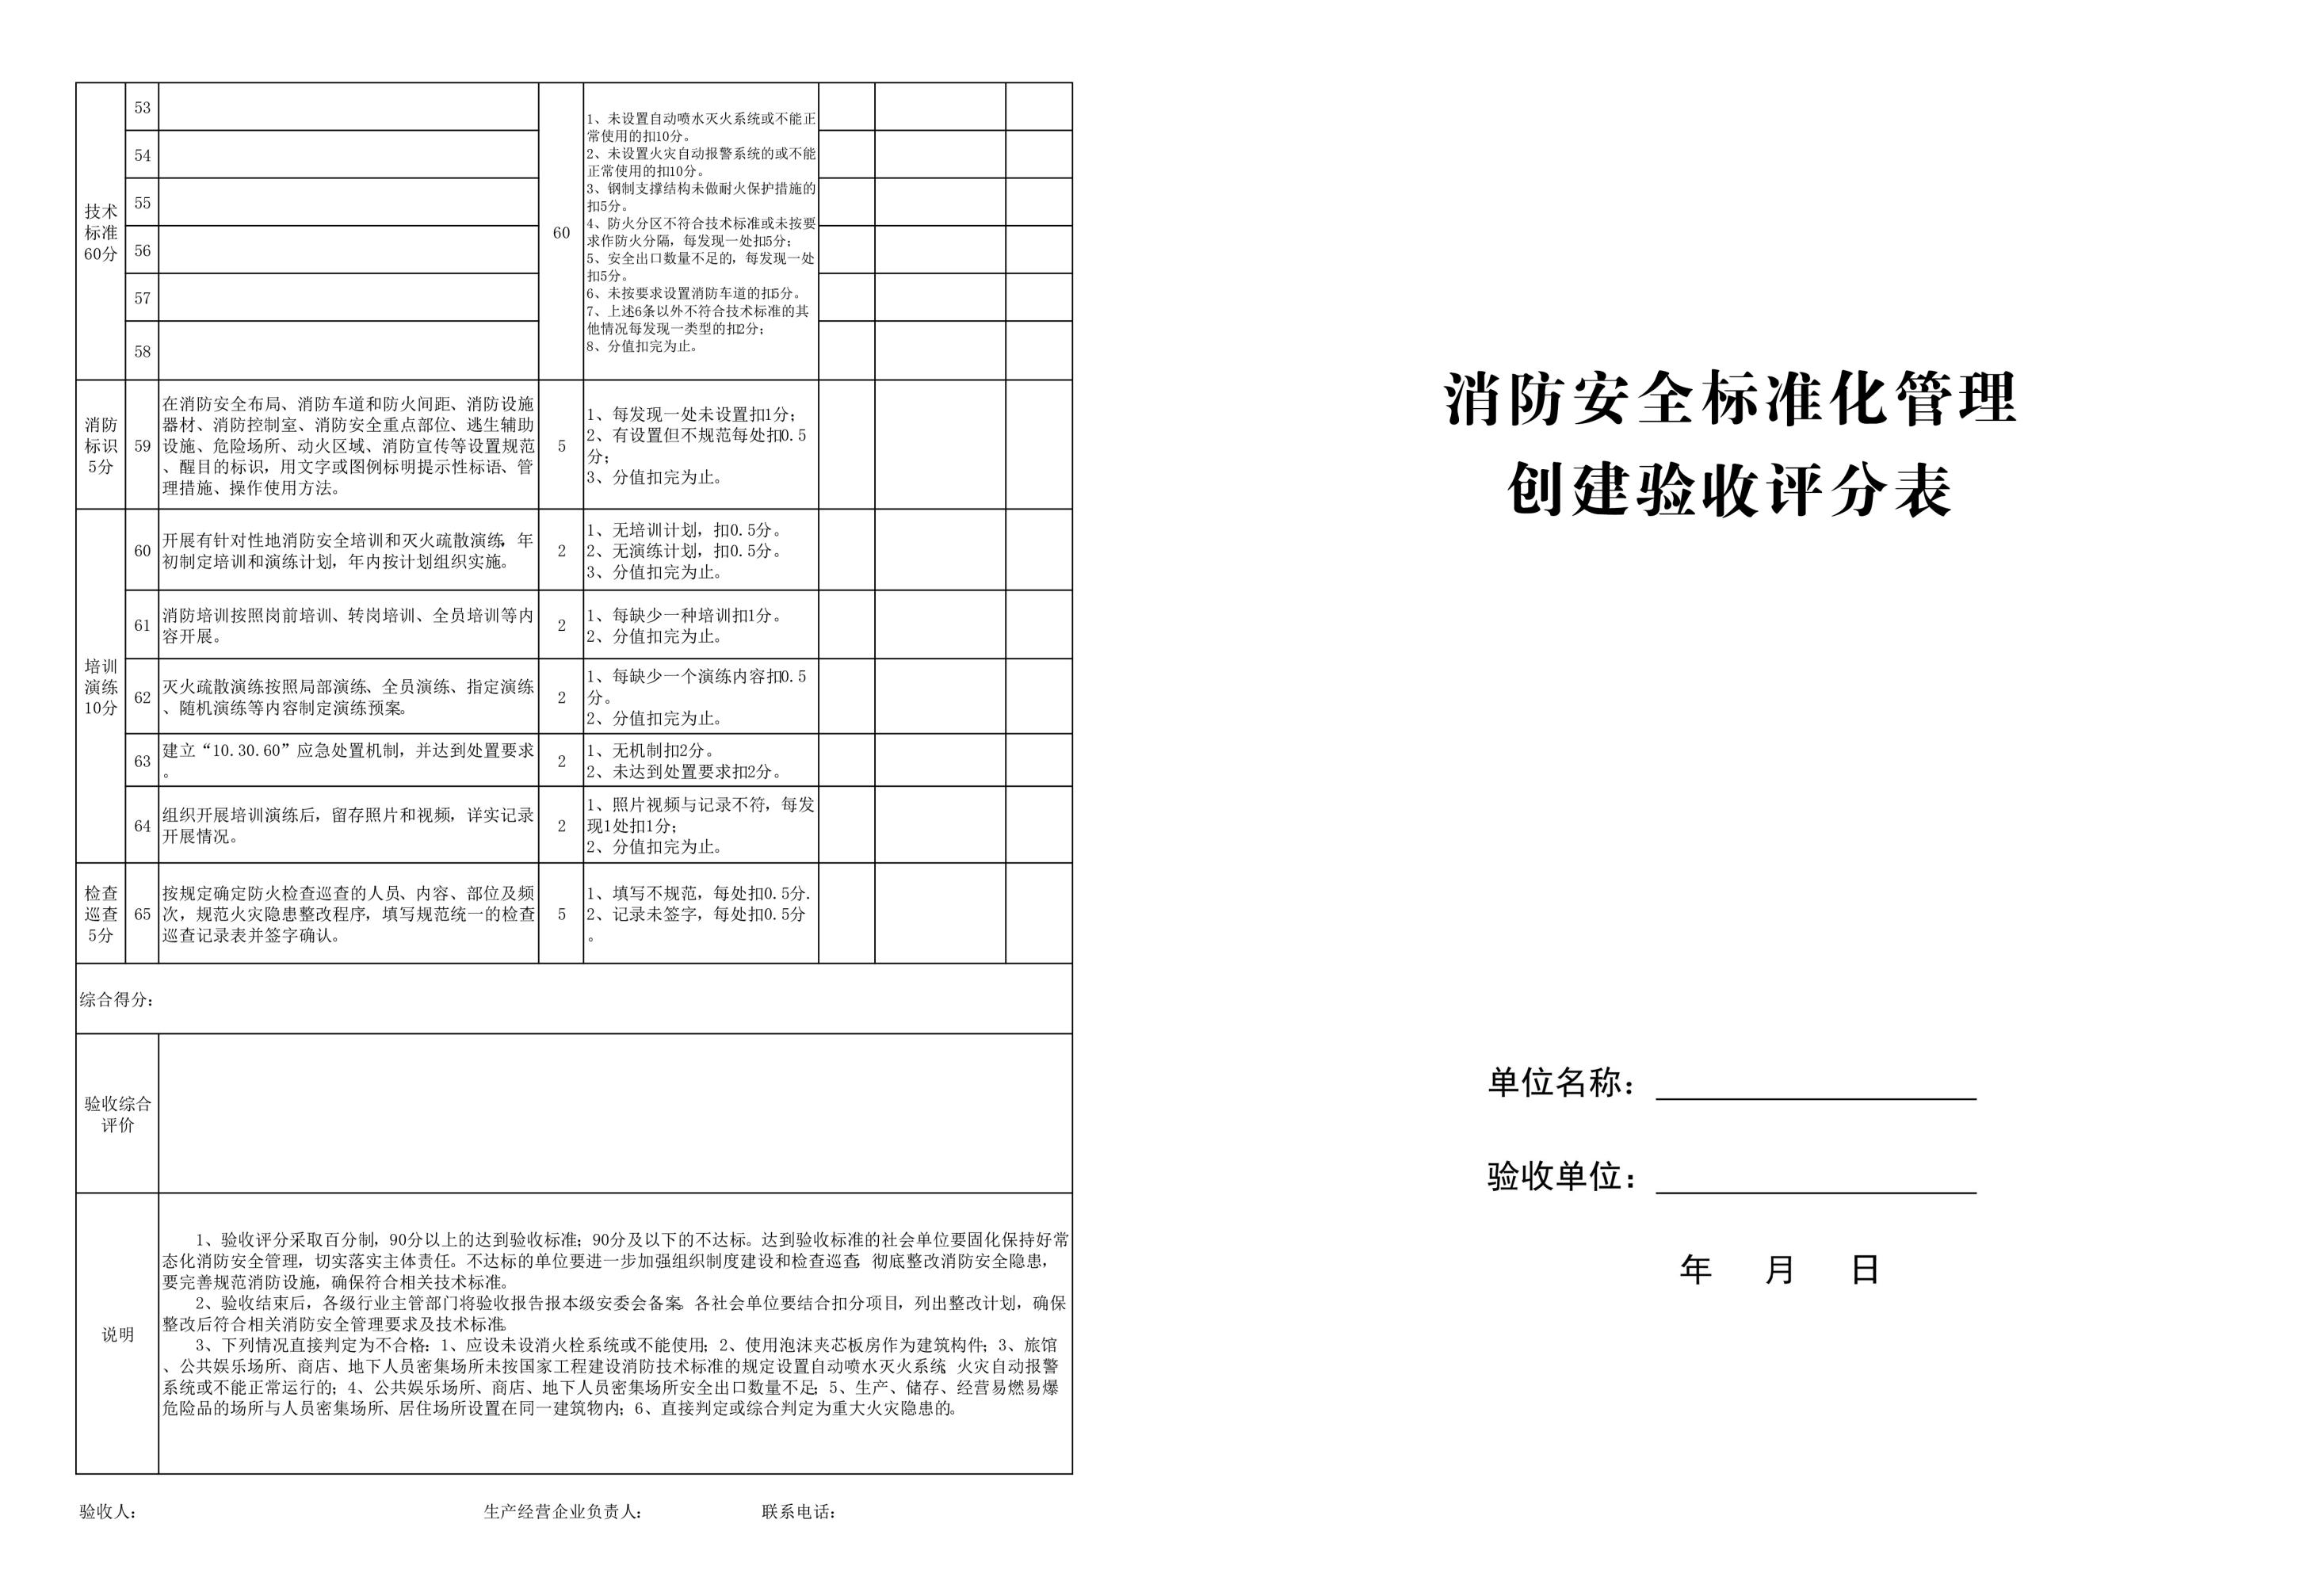 技术
标准
60分
53
54
55
56
57
58
60
1、未设置自动喷水灭火系统或不能正
常使用的扣10分。
2、未设置火灾自动报警系统的或不能
正常使用的扣10分。
3、钢制支撑结构未做耐火保护措施的
扣5分。
4、防火分区不符合技术标准或未按要
求作防火分隔，每发现一处扣5分；
5、安全出口数量不足的，每发现一处
扣5分。
6、未按要求设置消防车道的扣5分。
7、上述6条以外不符合技术标准的其
他情况每发现一类型的扣2分；
8、分值扣完为止。
消防
标识
5分
59
在消防安全布局、消防车道和防火间距、消防设施
器材、消防控制室、消防安全重点部位、逃生辅助
设施、危险场所、动火区域、消防宣传等设置规范
、醒目的标识，用文字或图例标明提示性标语、管
理措施、操作使用方法。
5
1、每发现一处未设置扣1分；
2、有设置但不规范每处扣0.5
分；
3、分值扣完为止。
培训
演练
10分
60
开展有针对性地消防安全培训和灭火疏散演练，年
初制定培训和演练计划，年内按计划组织实施。
2
1、无培训计划，扣0.5分。
2、无演练计划，扣0.5分。
3、分值扣完为止。
61
消防培训按照岗前培训、转岗培训、全员培训等内
容开展。
2
1、每缺少一种培训扣1分。
2、分值扣完为止。
62
灭火疏散演练按照局部演练、全员演练、指定演练
、随机演练等内容制定演练预案。
2
1、每缺少一个演练内容扣0.5
分。
2、分值扣完为止。
63
建立“10.30.60”应急处置机制，并达到处置要求
。
2
1、无机制扣2分。
2、未达到处置要求扣2分。
64
组织开展培训演练后，留存照片和视频，详实记录
开展情况。
2
1、照片视频与记录不符，每发
现1处扣1分；
2、分值扣完为止。
检查
巡查
5分
65
按规定确定防火检查巡查的人员、内容、部位及频
次，规范火灾隐患整改程序，填写规范统一的检查
巡查记录表并签字确认。
5
1、填写不规范，每处扣0.5分.
2、记录未签字，每处扣0.5分
。
综合得分：
验收综合
评价
说明
1、验收评分采取百分制，90分以上的达到验收标准；90分及以下的不达标。达到验收标准的社会单位要固化保持好常
态化消防安全管理，切实落实主体责任。不达标的单位要进一步加强组织制度建设和检查巡查，彻底整改消防安全隐患，
要完善规范消防设施，确保符合相关技术标准。
2、验收结束后，各级行业主管部门将验收报告报本级安委会备案。各社会单位要结合扣分项目，列出整改计划，确保
整改后符合相关消防安全管理要求及技术标准。
3、下列情况直接判定为不合格：1、应设未设消火栓系统或不能使用；2、使用泡沫夹芯板房作为建筑构件；3、旅馆
、公共娱乐场所、商店、地下人员密集场所未按国家工程建设消防技术标准的规定设置自动喷水灭火系统、火灾自动报警
系统或不能正常运行的；4、公共娱乐场所、商店、地下人员密集场所安全出口数量不足；5、生产、储存、经营易燃易爆
危险品的场所与人员密集场所、居住场所设置在同一建筑物内；6、直接判定或综合判定为重大火灾隐患的。
验收人： 生产经营企业负责人： 联系电话：
消防安全标准化管理
创建验收评分表
单位名称：
验收单位：
年 月 日